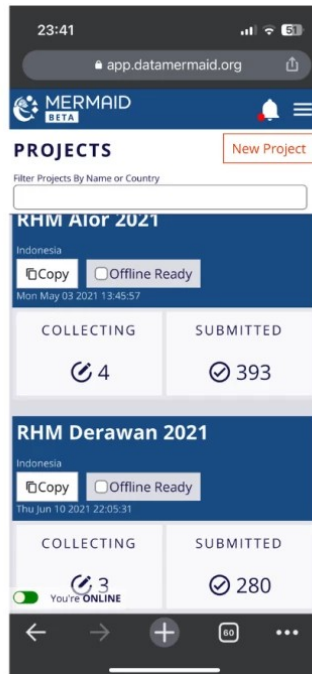 23:41
51
app.datamermaid.org
MERMAID
BETA
PROJECTS
New Project
Filter Projects By Name or Country
RHM Alor 2021
Indonesia
Copy
Offline Ready
Mon May 03 2021 13:45:57
COLLECTING
SUBMITTED
4
393
RHM Derawan 2021
Indonesia
Copy
Offline Ready
Thu Jun 10 2021 22:05:31
COLLECTING
SUBMITTED
3
280
You're ONLINE
60